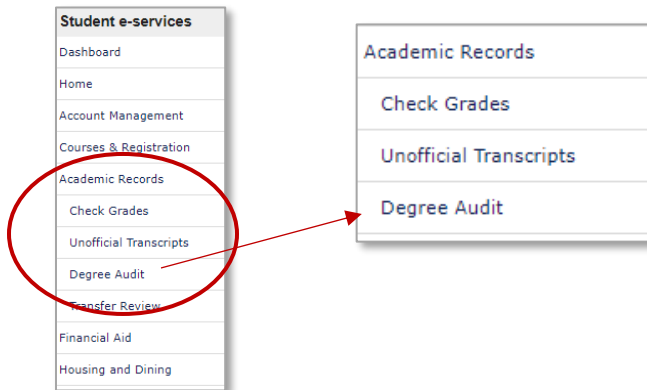 Student e-services
Dashboard
Home
Account Management
Courses & Registration
Academic Records
Check Grades
Unofficial Transcripts
Degree Audit
Transfer Review
Financial Aid
Housing and Dining
Academic Records
Check Grades
Unofficial Transcripts
Degree Audit